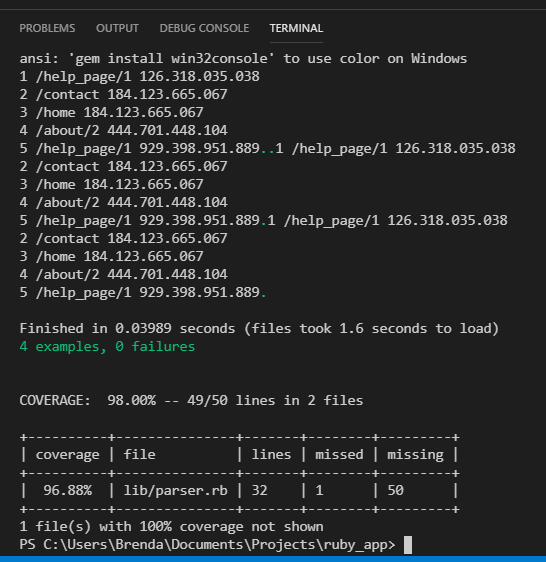 PROBLEMS OUTPUT DEBUG CONSOLE TERMINAL
ansi: 'gem install win32console' to use color on Windows
1 /help_page/1 126.318.035.038
2 /contact 184.123.665.067
3 /home 184.123.665.067
4 /about/2 444.701.448.104
5 /help_page/1 929.398.951.889..1 /help_page/1 126.318.035.038
2 /contact 184.123.665.067
3 /home 184.123.665.067
4 /about/2 444.701.448.104
5 /help_page/1 929.398.951.889.1 /help_page/1 126.318.035.038
2 /contact 184.123.665.067
3 /home 184.123.665.067
4 /about/2 444.701.448.104
5 /help_page/1 929.398.951.889.
Finished in 0.03989 seconds (files took 1.6 seconds to load)
4 examples, 0 failures
COVERAGE:  98.00% -- 49/50 lines in 2 files
+----------+---------------+-------+--------+---------+
| coverage | file          | lines | missed | missing |
+----------+---------------+-------+--------+---------+
|  96.88%  | lib/parser.rb | 32    | 1      | 50      |
+----------+---------------+-------+--------+---------+
1 file(s) with 100% coverage not shown
PS C:\Users\Brenda\Documents\Projects\ruby_app>